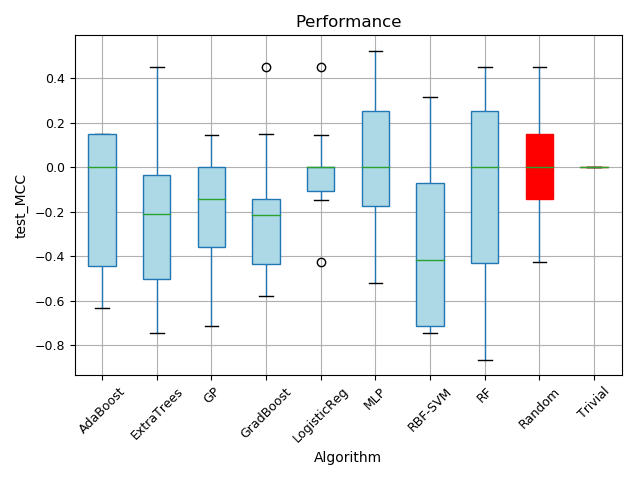 Performance
test_MCC
0.4
0.2
0.0
−0.2
−0.4
−0.6
−0.8
AdaBoost
ExtraTrees
GP
GradBoost
LogisticReg
MLP
RBF-SVM
RF
Random
Trivial
Algorithm